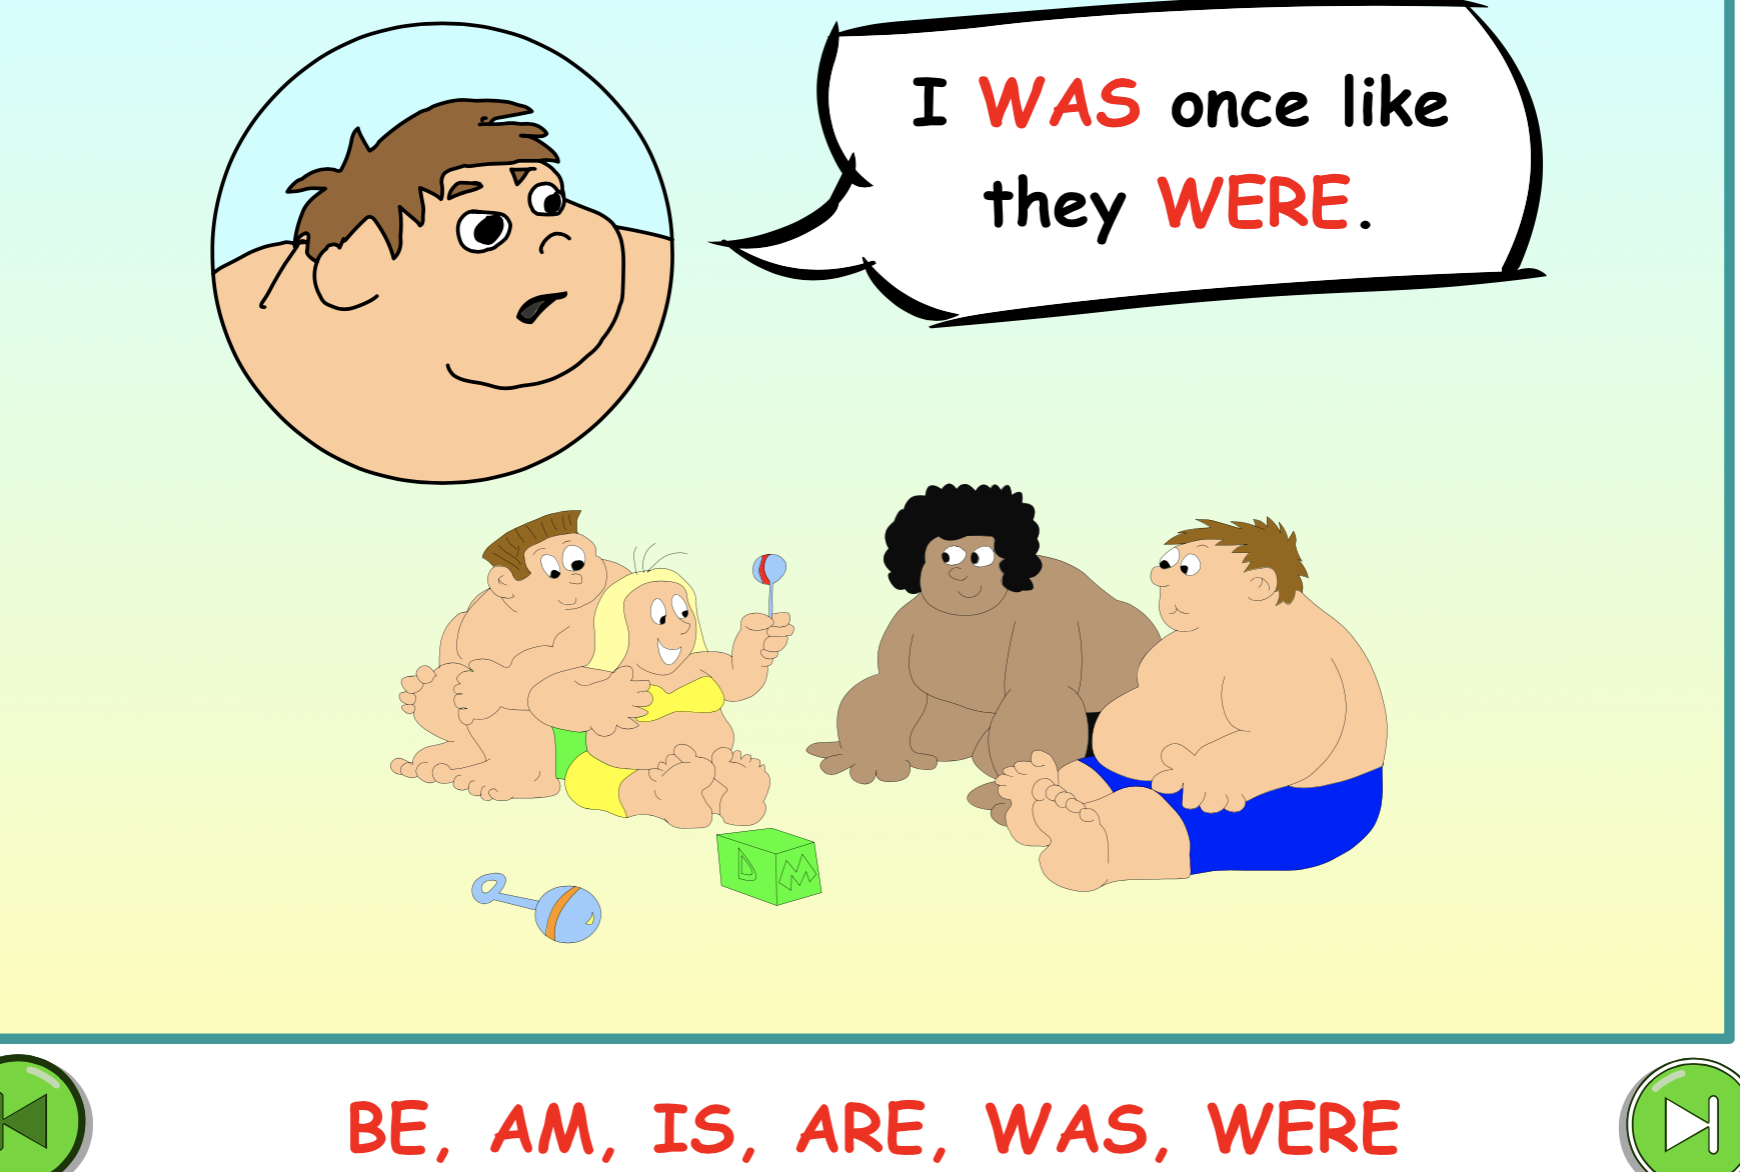 I WAS once like
they WERE.
D M
BE, AM, IS, ARE, WAS, WERE